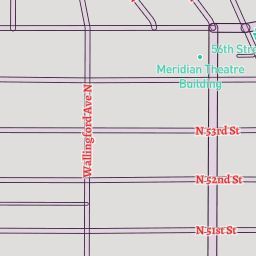 56th Stre
Meridian Theatre
Building
Wallingford Ave N
N 53rd St
N 52nd St
N 51st St